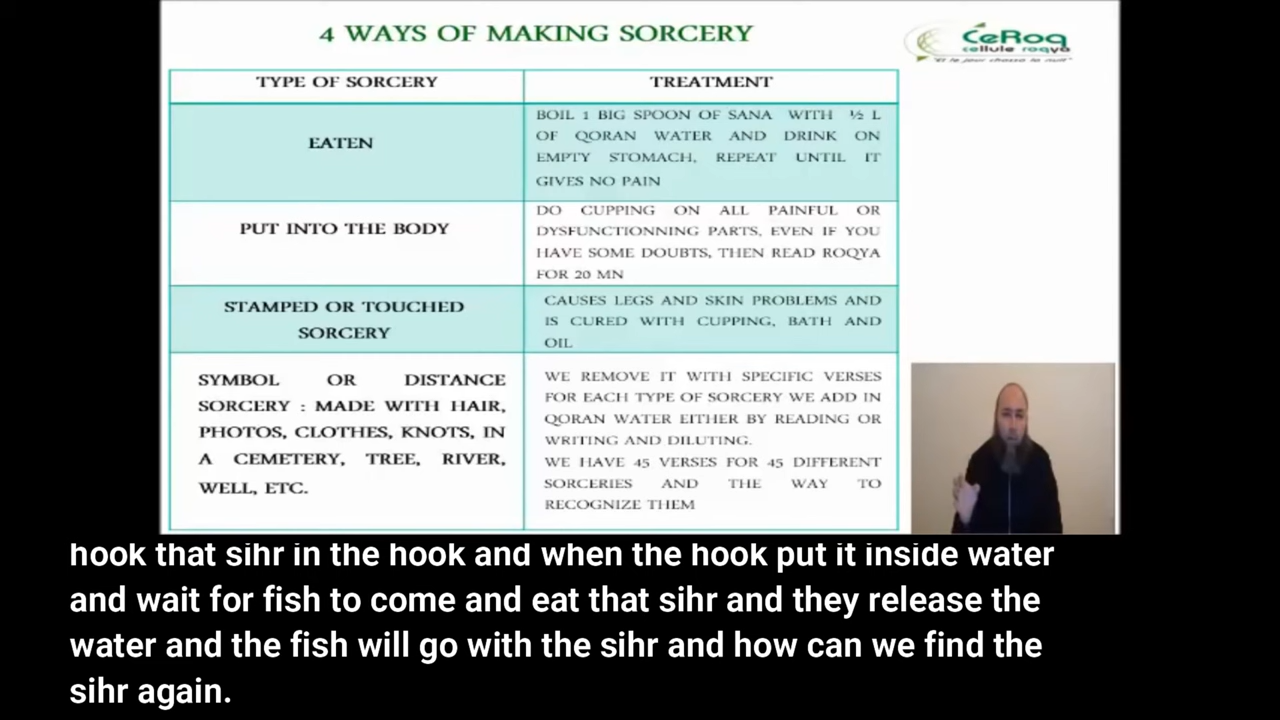 4 WAYS OF MAKING SORCERY
CeRoq
cellule roqya
"Et le jour chassa la nuit"
TYPE OF SORCERY
TREATMENT
EATEN
BOIL 1 BIG SPOON OF SANA WITH ½ L
OF QORAN WATER AND DRINK ON
EMPTY STOMACH, REPEAT UNTIL IT
GIVES NO PAIN
PUT INTO THE BODY
DO CUPPING ON ALL PAINFUL OR
DYSFUNCTIONNING PARTS, EVEN IF YOU
HAVE SOME DOUBTS, THEN READ ROQYA
FOR 20 MN
STAMPED OR TOUCHED
SORCERY
CAUSES LEGS AND SKIN PROBLEMS AND
IS CURED WITH CUPPING, BATH AND
OIL
SYMBOL OR DISTANCE
SORCERY : MADE WITH HAIR,
PHOTOS, CLOTHES, KNOTS, IN
A CEMETERY, TREE, RIVER,
WELL, ETC.
WE REMOVE IT WITH SPECIFIC VERSES
FOR EACH TYPE OF SORCERY WE ADD IN
QORAN WATER EITHER BY READING OR
WRITING AND DILUTING.
WE HAVE 45 VERSES FOR 45 DIFFERENT
SORCERIES AND THE WAY TO
RECOGNIZE THEM
hook that sihr in the hook and when the hook put it inside water
and wait for fish to come and eat that sihr and they release the
water and the fish will go with the sihr and how can we find the
sihr again.